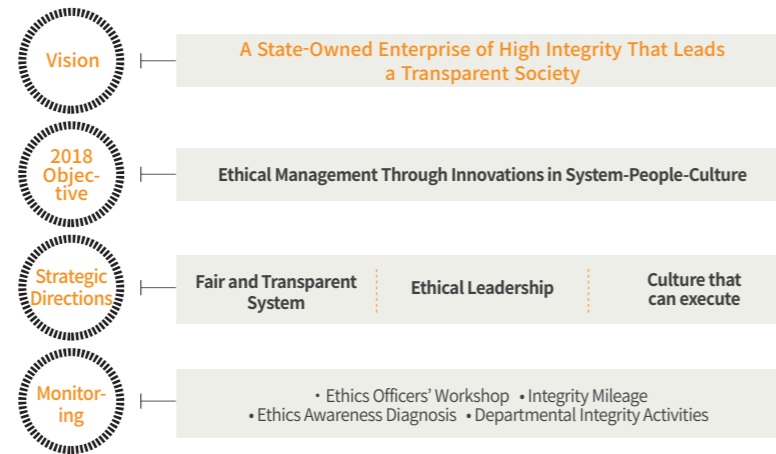 Vision
A State-Owned Enterprise of High Integrity That Leads
a Transparent Society
2018
Objec-
tive
Ethical Management Through Innovations in System-People-Culture
Strategic
Directions
Fair and Transparent
System
Ethical Leadership
Culture that
can execute
Monitor-
ing
• Ethics Officers' Workshop • Integrity Mileage
• Ethics Awareness Diagnosis • Departmental Integrity Activities